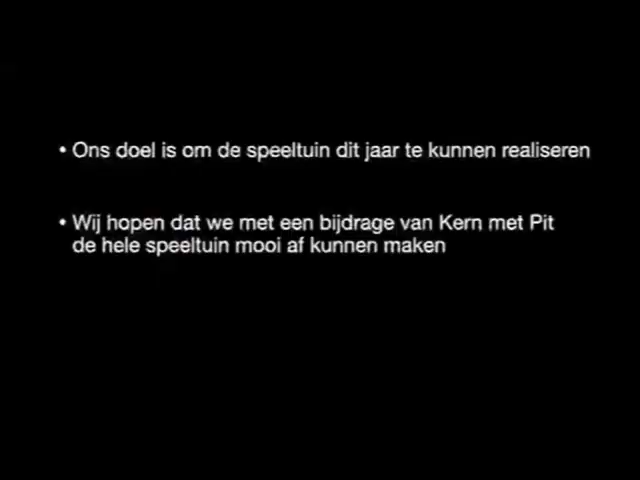 • Ons doel is om de speeltuin dit jaar te kunnen realiseren
• Wij hopen dat we met een bijdrage van Kern met Pit
de hele speeltuin mooi af kunnen maken